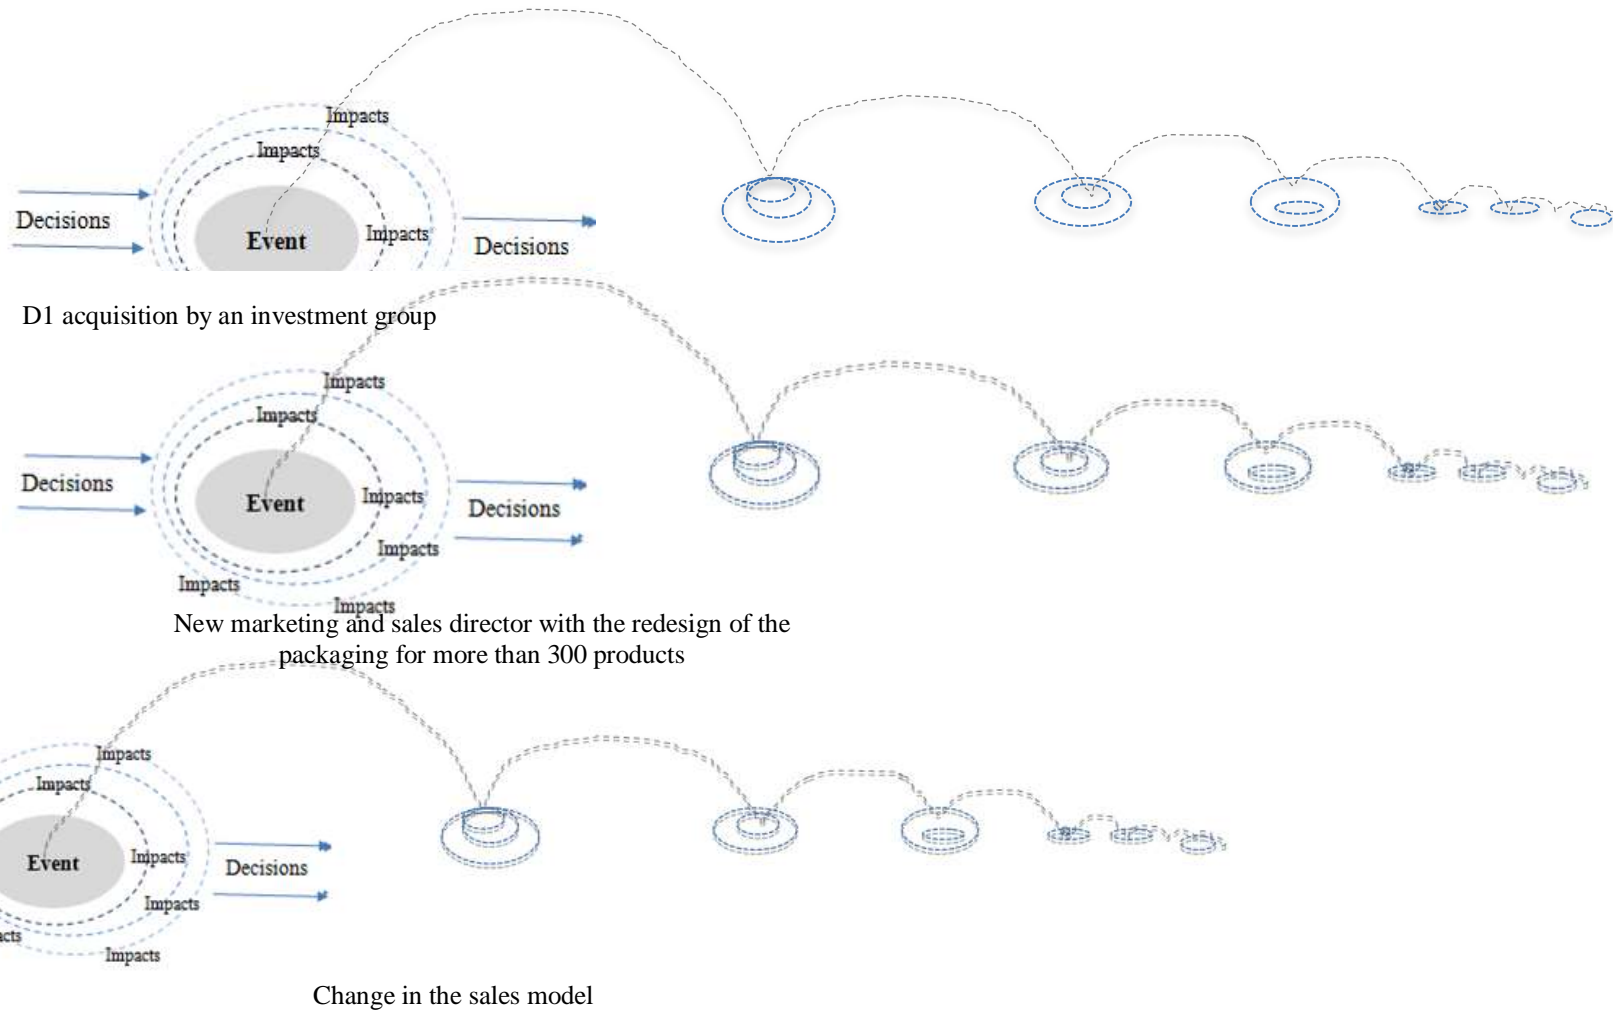 Impacts
Impacts
Decisions
Impacts
Event
Decisions
D1 acquisition by an investment group
Impacts
Impacts
Decisions
Impacts
Event
Decisions
Impacts
Impacts
Impacts
New marketing and sales director with the redesign of the
packaging for more than 300 products
Impacts
Impacts
Impacts
Event
Decisions
Impacts
acts
Impacts
Change in the sales model